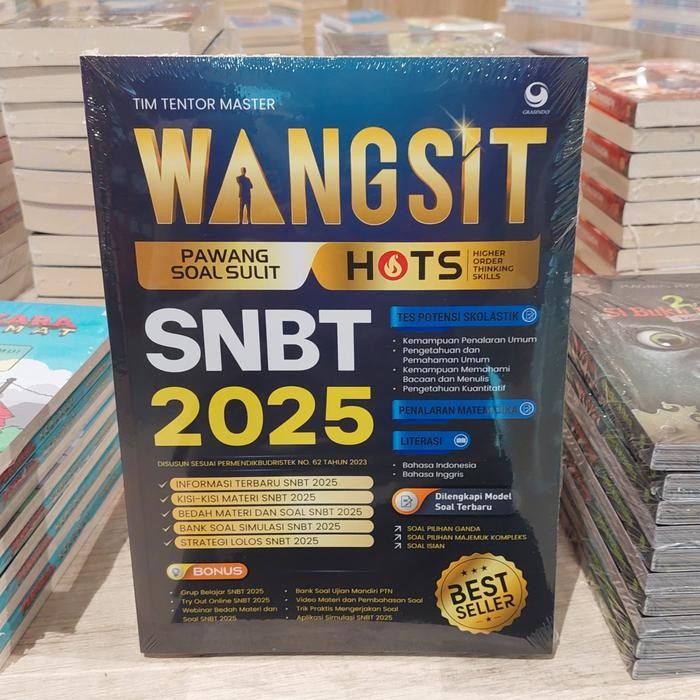 TIM TENTOR MASTER
GRASINDO
WANGSIT
PAWANG
SOAL SULIT
HOTS
HIGHER
ORDER
THINKING
SKILLS
SNBT
2025
TES POTENSI SKOLASTIK
• Kemampuan Penalaran Umum
• Pengetahuan dan
Pemahaman Umum
• Kemampuan Memahami
Bacaan dan Menulis
• Pengetahuan Kuantitatif
PENALARAN MATEMATIKA
LITERASI
• Bahasa Indonesia
• Bahasa Inggris
DISUSUN SESUAI PERMENDIKBUDRISTEK NO. 62 TAHUN 2023
INFORMASI TERBARU SNBT 2025
KISI-KISI MATERI SNBT 2025
BEDAH MATERI DAN SOAL SNBT 2025
BANK SOAL SIMULASI SNBT 2025
STRATEGI LOLOS SNBT 2025
Dilengkapi Model
Soal Terbaru
SOAL PILIHAN GANDA
SOAL PILIHAN MAJEMUK KOMPLEKS
SOAL ISIAN
BONUS
• Grup Belajar SNBT 2025
• Try Out Online SNBT 2025
• Webinar Bedah Materi dan
Soal SNBT 2025
• Bank Soal Ujian Mandiri PTN
• Video Materi dan Pembahasan Soal
• Trik Praktis Mengerjakan Soal
• Aplikasi Simulasi SNBT 2025
BEST
SELLER